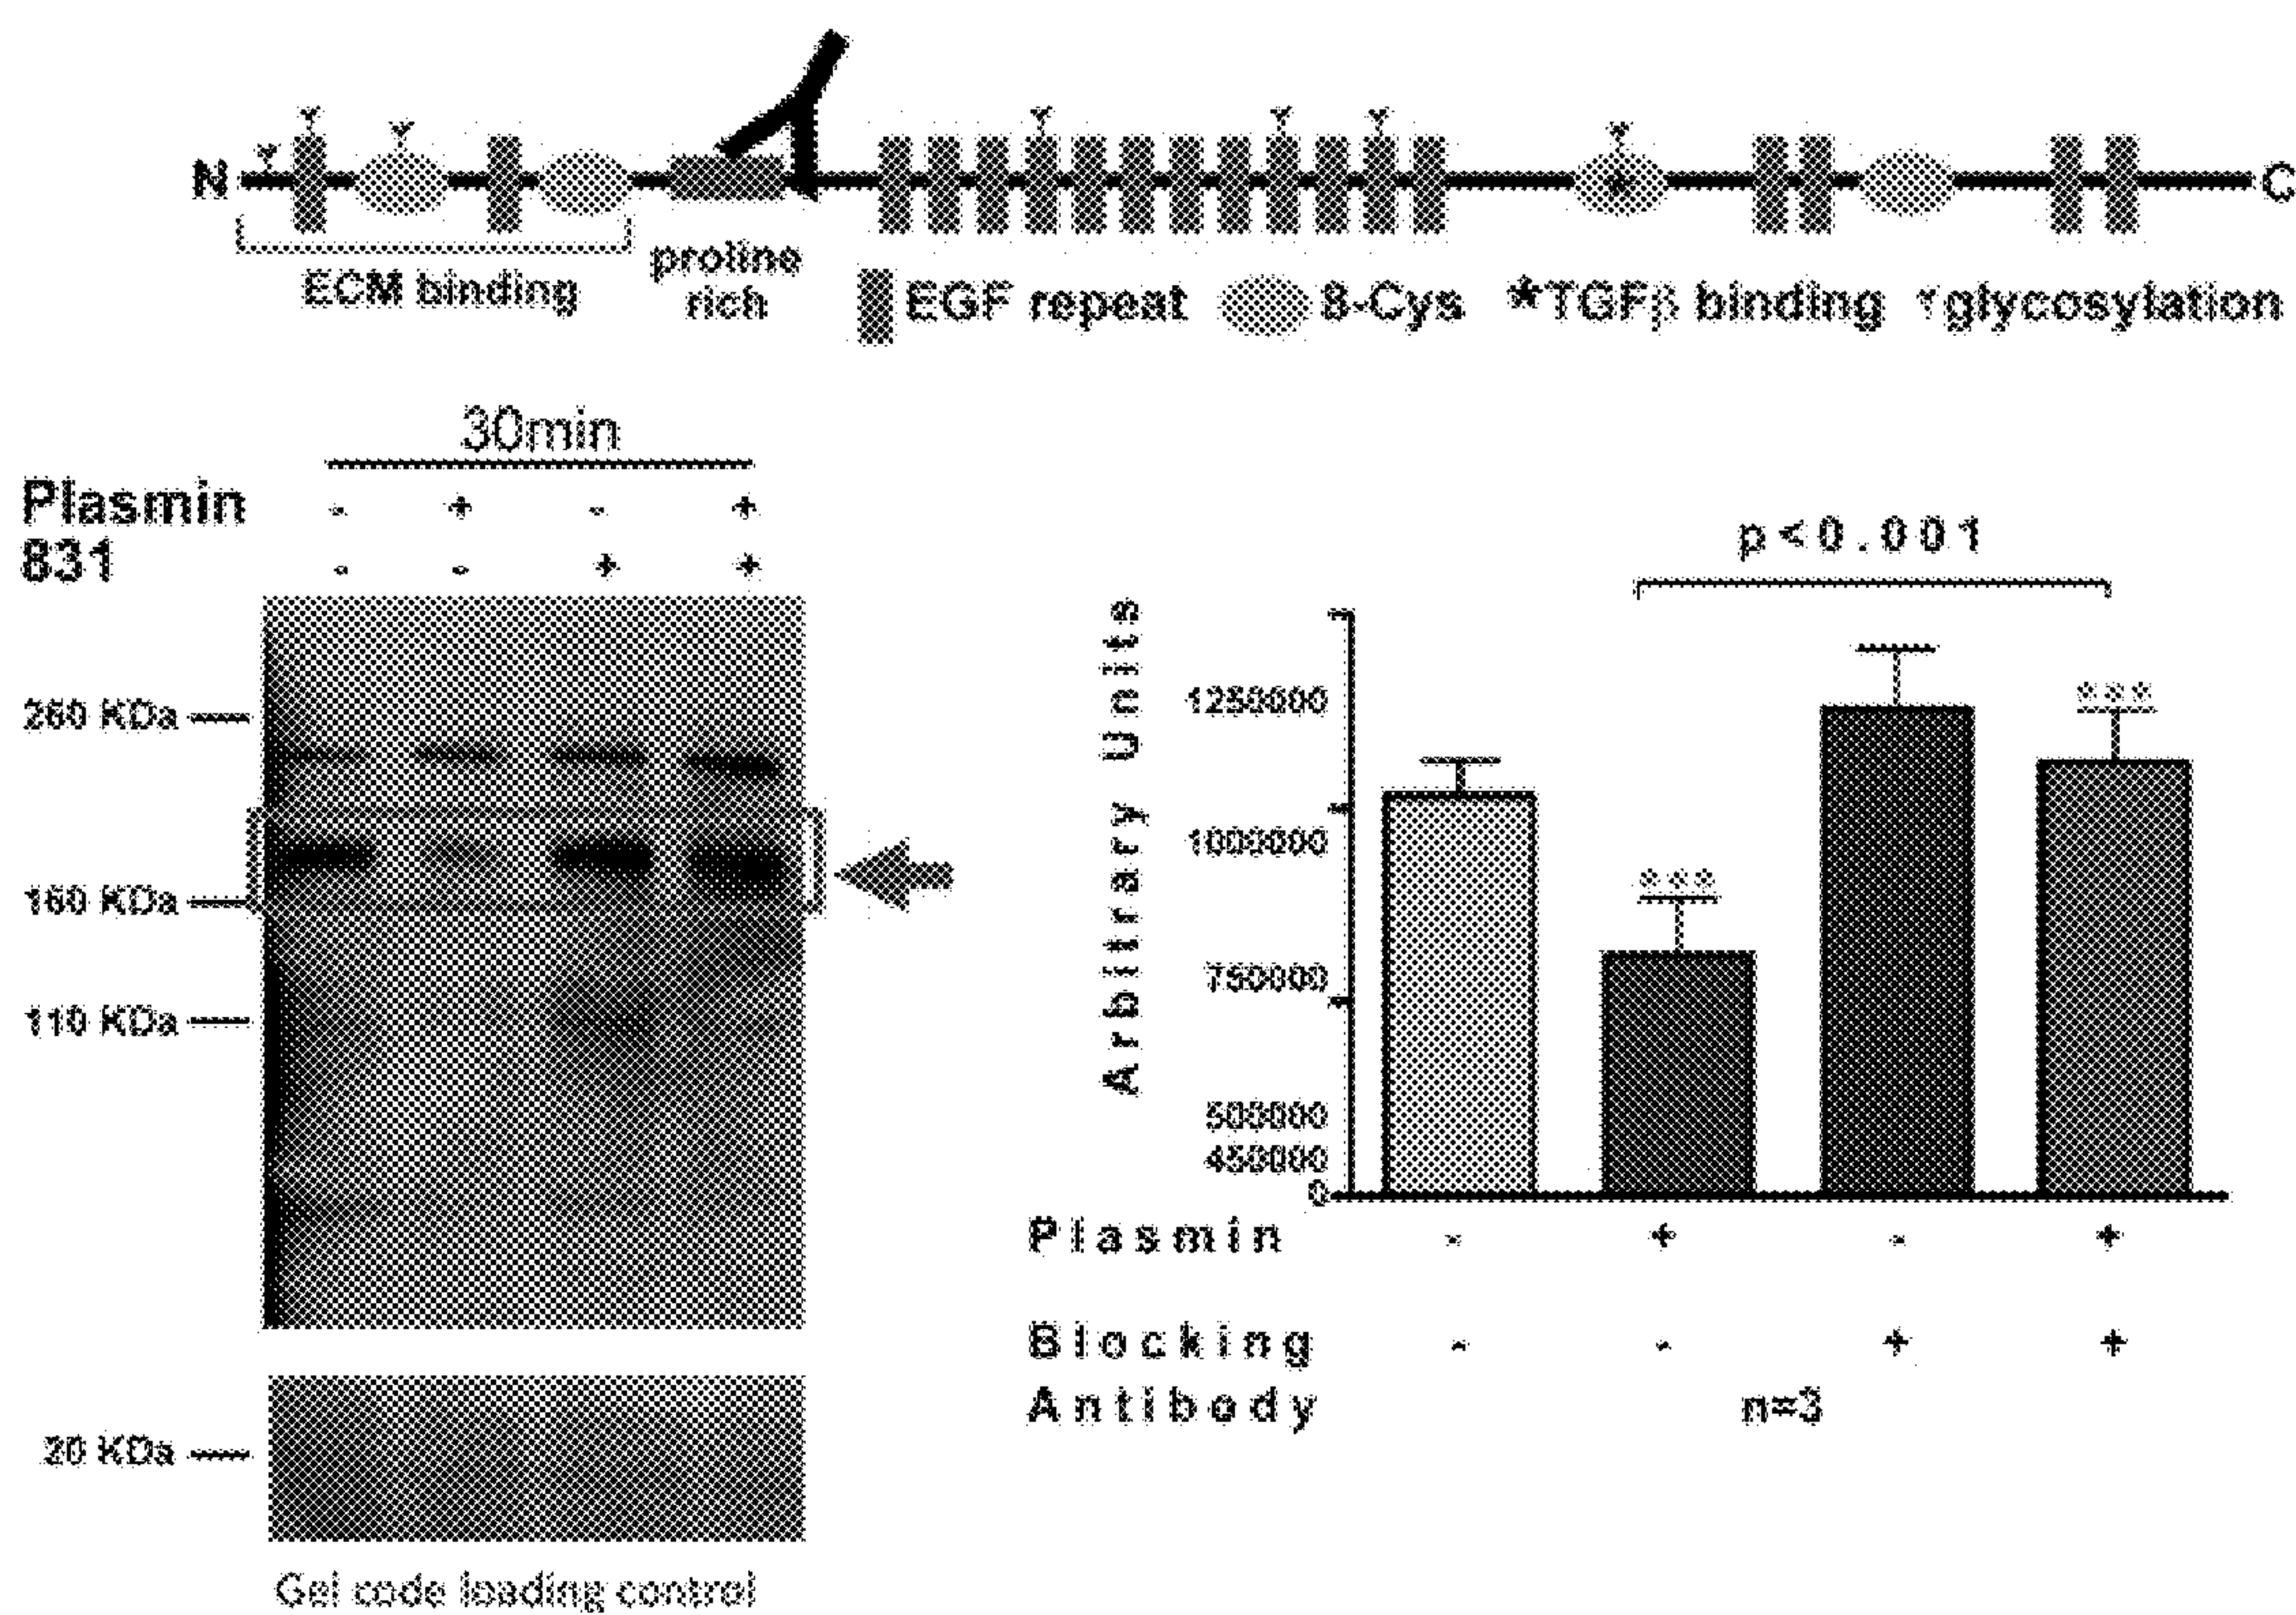 N
C
ECM binding
proline
rich
EGF repeat
8-Cys
*TGFβ binding
glycosylation
30min
Plasmin - + - +
831 - - + +
260 KDa
160 KDa
110 KDa
20 KDa
Gel code loading control
p<0.001
Arbitrary Units
1250000
1000000
750000
500000
450000
0
***
***
Plasmin - + - +
Blocking - - + +
Antibody
n=3